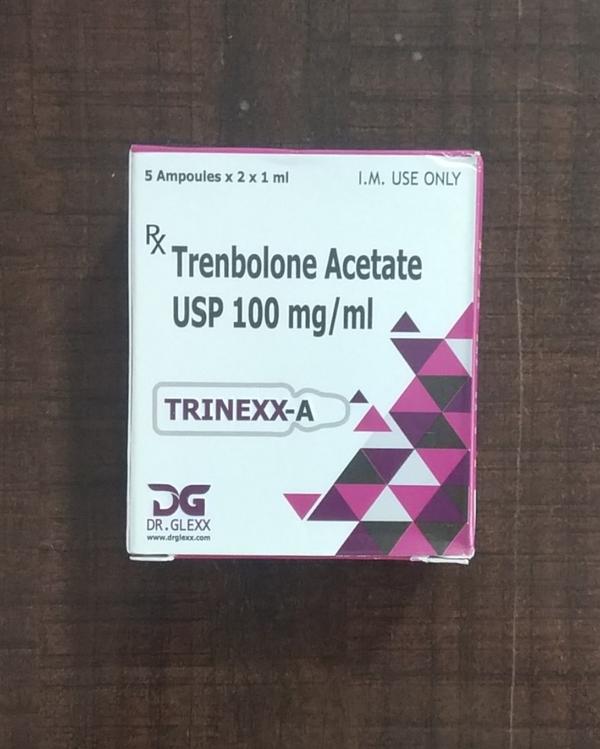 5 Ampoules x 2 x 1 ml
I.M. USE ONLY
Rx Trenbolone Acetate
USP 100 mg/ml
TRINEXX-A
DG
DR.GLEXX
www.drglexx.com